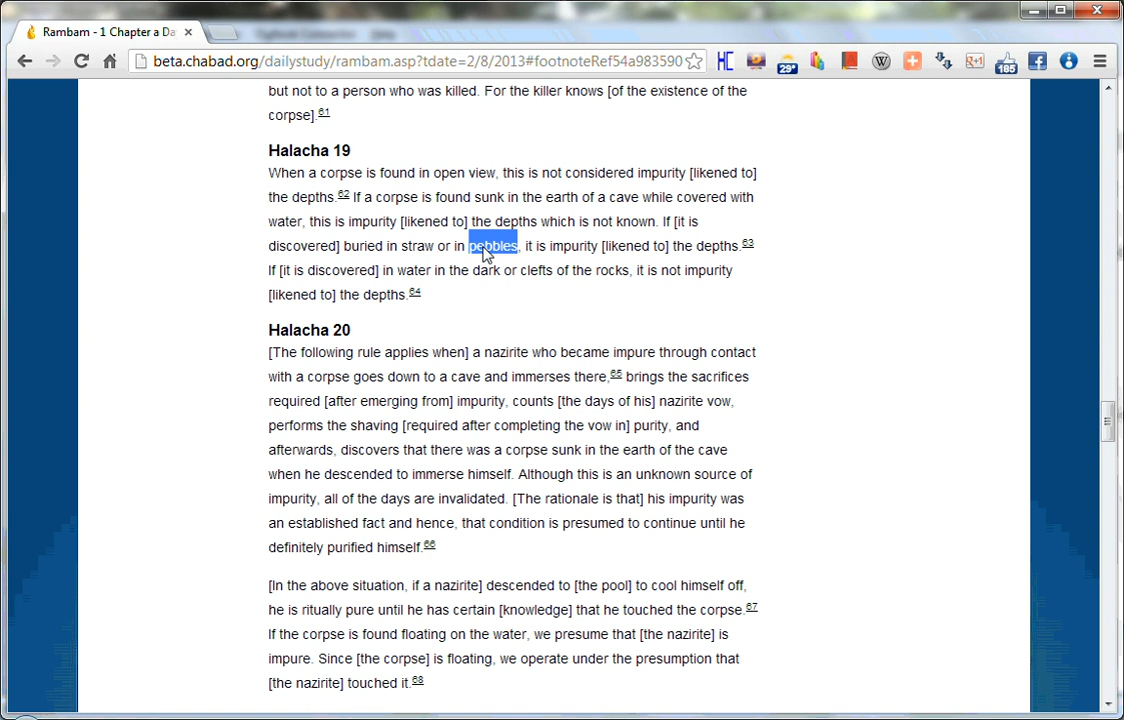 Rambam - 1 Chapter a Da
beta.chabad.org/dailystudy/rambam.asp?tdate=2/8/2013#footnoteRef54a983590
29°
185
but not to a person who was killed. For the killer knows [of the existence of the
corpse].61
Halacha 19
When a corpse is found in open view, this is not considered impurity [likened to]
the depths.62 If a corpse is found sunk in the earth of a cave while covered with
water, this is impurity [likened to] the depths which is not known. If [it is
discovered] buried in straw or in pebbles, it is impurity [likened to] the depths.63
If [it is discovered] in water in the dark or clefts of the rocks, it is not impurity
[likened to] the depths.64
Halacha 20
[The following rule applies when] a nazirite who became impure through contact
with a corpse goes down to a cave and immerses there,65 brings the sacrifices
required [after emerging from] impurity, counts [the days of his] nazirite vow,
performs the shaving [required after completing the vow in] purity, and
afterwards, discovers that there was a corpse sunk in the earth of the cave
when he descended to immerse himself. Although this is an unknown source of
impurity, all of the days are invalidated. [The rationale is that] his impurity was
an established fact and hence, that condition is presumed to continue until he
definitely purified himself.66
[In the above situation, if a nazirite] descended to [the pool] to cool himself off,
he is ritually pure until he has certain [knowledge] that he touched the corpse.67
If the corpse is found floating on the water, we presume that [the nazirite] is
impure. Since [the corpse] is floating, we operate under the presumption that
[the nazirite] touched it.68